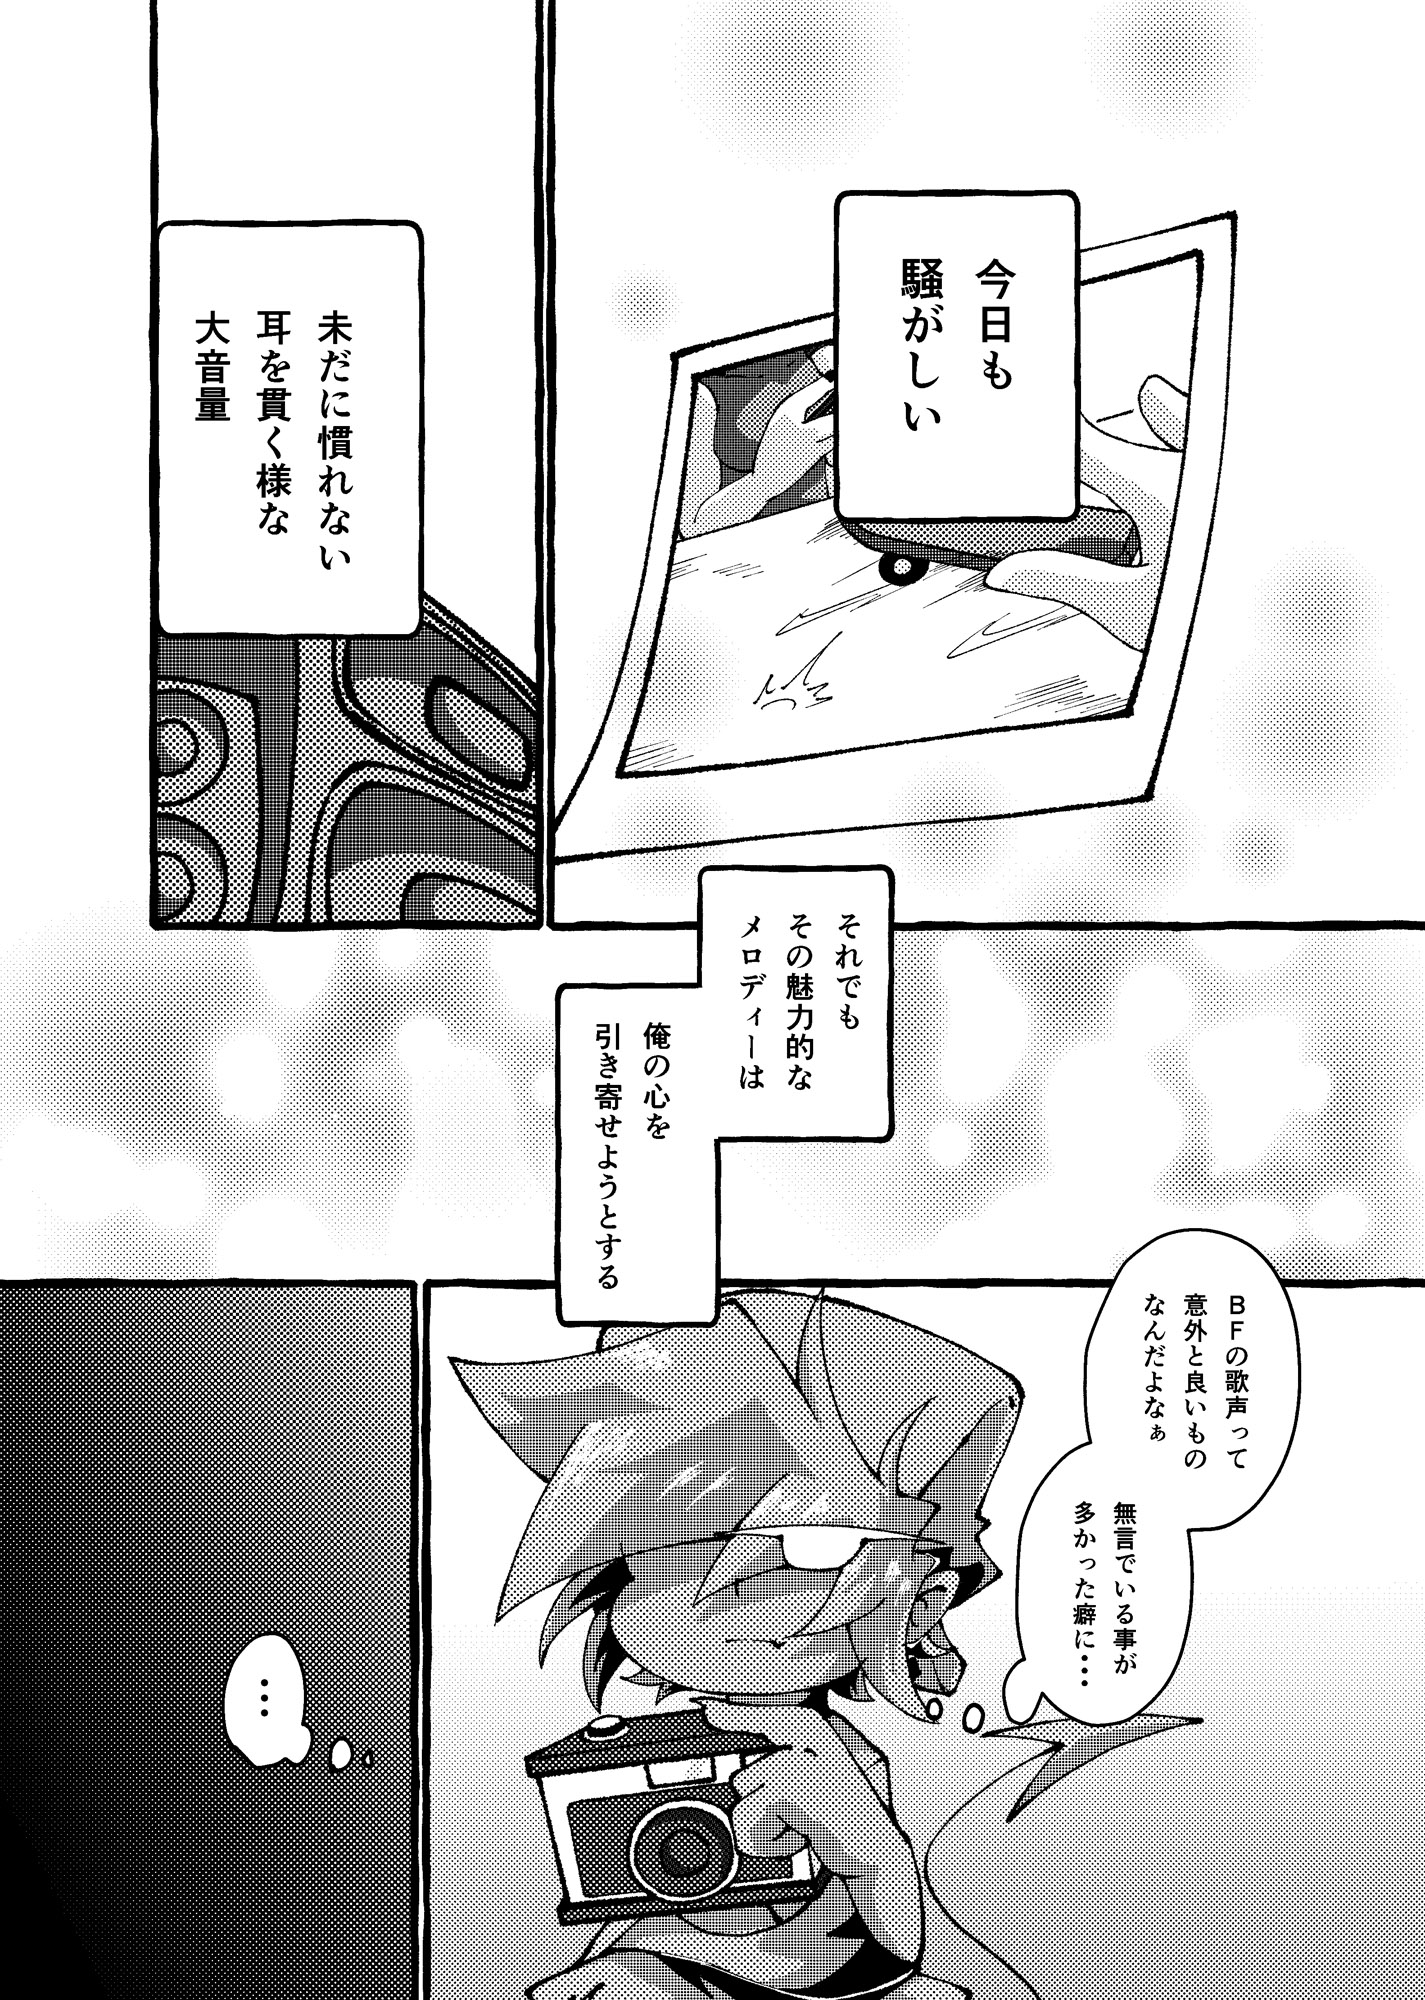 今日も
騒がしい
未だに慣れない
耳を貫く様な
大音量
それでも
その魅力的な
メロディーは
俺の心を
引き寄せようとする
BFの歌声って
意外と良いもの
なんだよなぁ
無言でいる事が
多かった癖に…
…